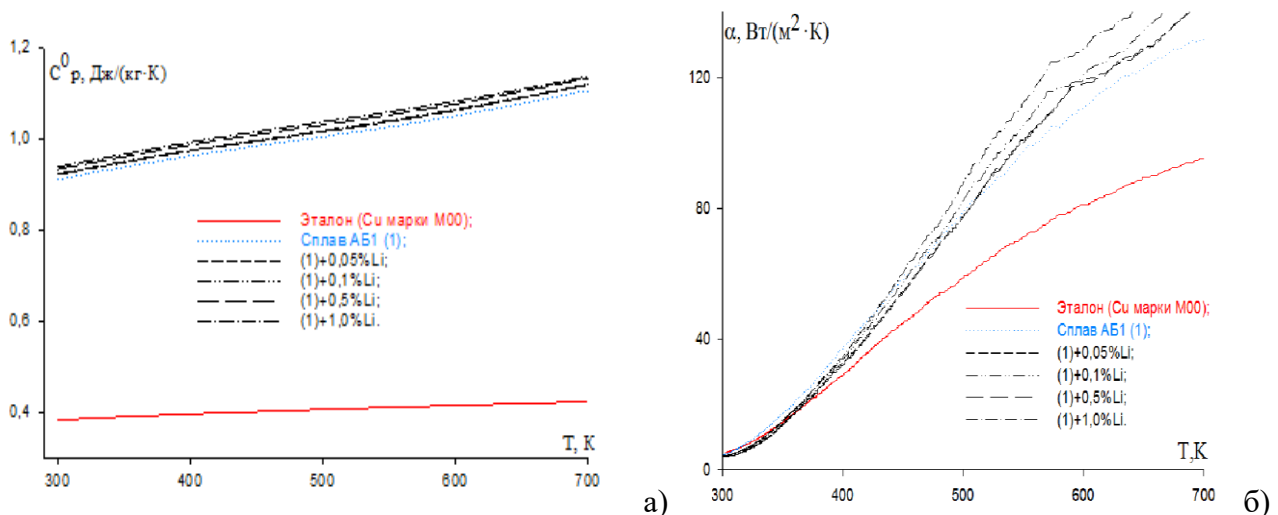 1,2
C⁰p, Дж/(кг·К)
1,0
0,8
0,6
0,4
Эталон (Cu марки М00);
Сплав АБ1 (1);
(1)+0,05%Li;
(1)+0,1%Li;
(1)+0,5%Li;
(1)+1,0%Li.
Т, К
300 400 500 600 700
а)
α, Вт/(м² ·К)
120
80
40
0
Эталон (Cu марки М00);
Сплав АБ1 (1);
(1)+0,05%Li;
(1)+0,1%Li;
(1)+0,5%Li;
(1)+1,0%Li.
Т,К
300 400 500 600 700
б)